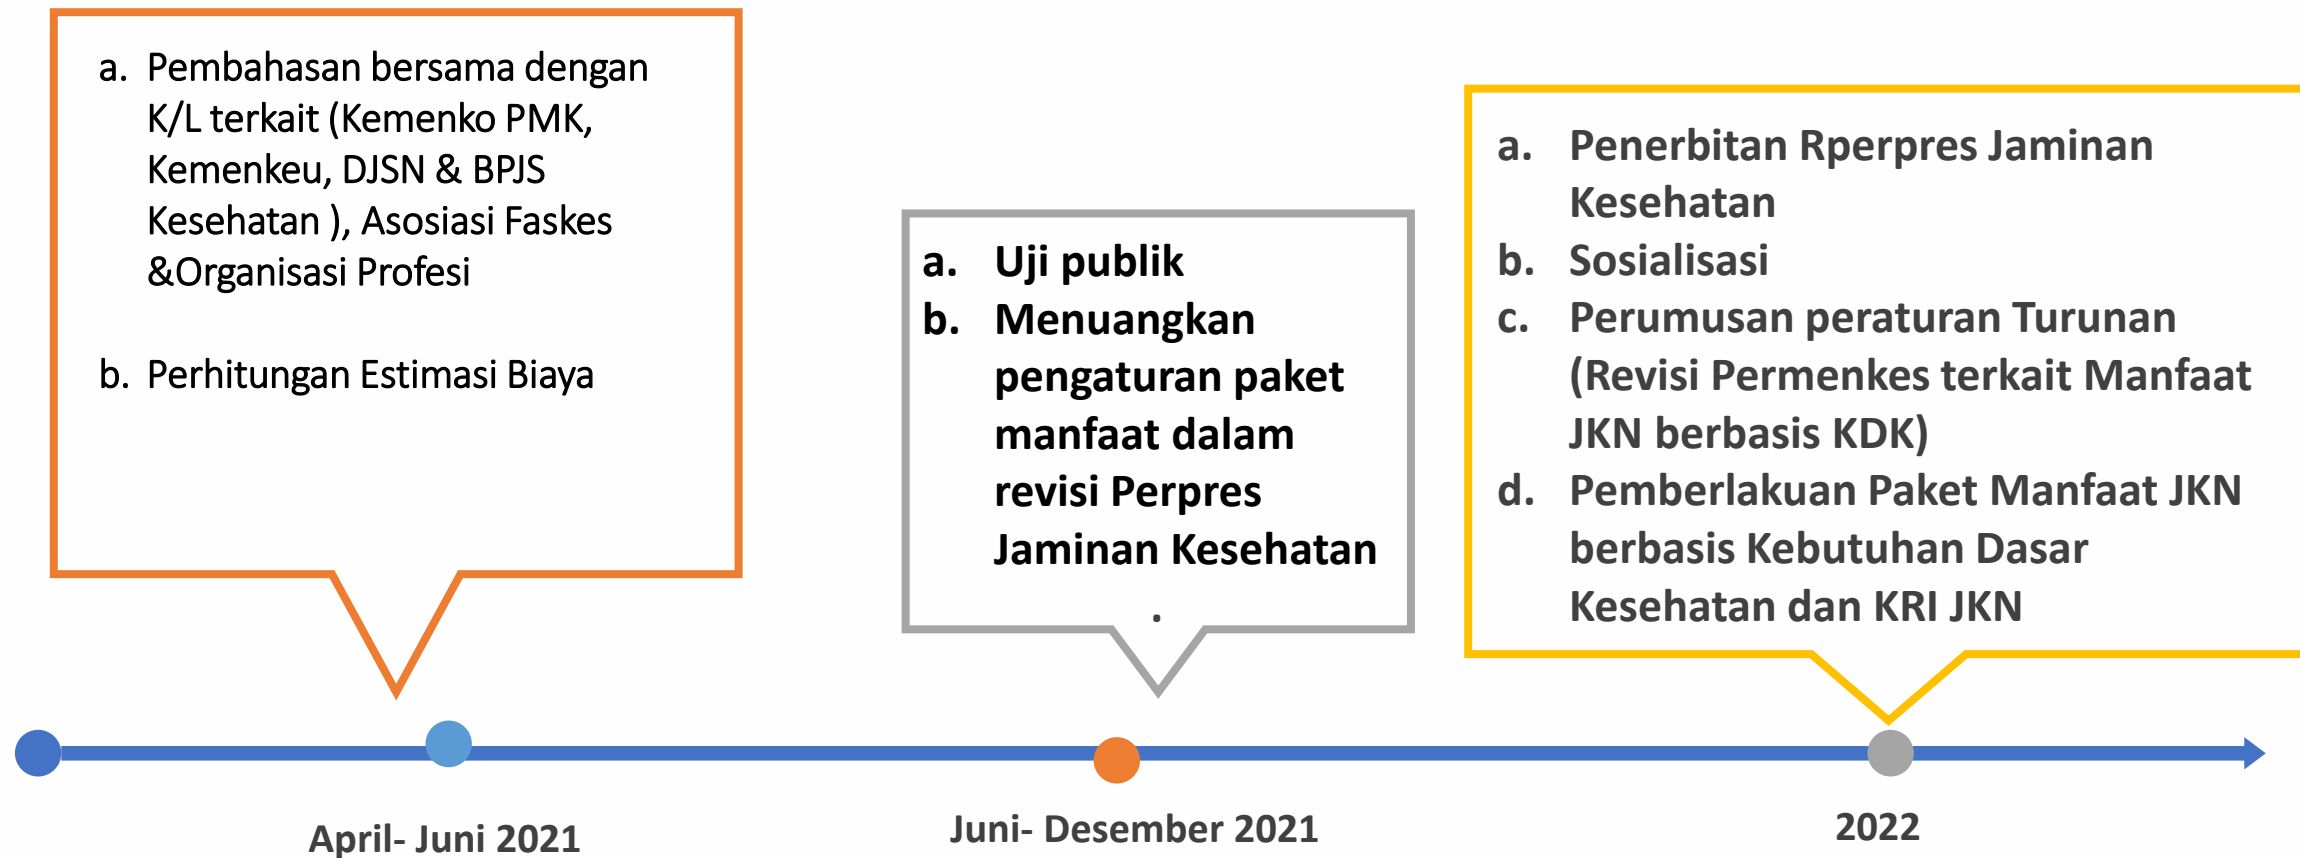 a. Pembahasan bersama dengan
K/L terkait (Kemenko PMK,
Kemenkeu, DJSN & BPJS
Kesehatan ), Asosiasi Faskes
&Organisasi Profesi
b. Perhitungan Estimasi Biaya
a. Uji publik
b. Menuangkan
pengaturan paket
manfaat dalam
revisi Perpres
Jaminan Kesehatan
.
a. Penerbitan Rperpres Jaminan
Kesehatan
b. Sosialisasi
c. Perumusan peraturan Turunan
(Revisi Permenkes terkait Manfaat
JKN berbasis KDK)
d. Pemberlakuan Paket Manfaat JKN
berbasis Kebutuhan Dasar
Kesehatan dan KRI JKN
April- Juni 2021
Juni- Desember 2021
2022